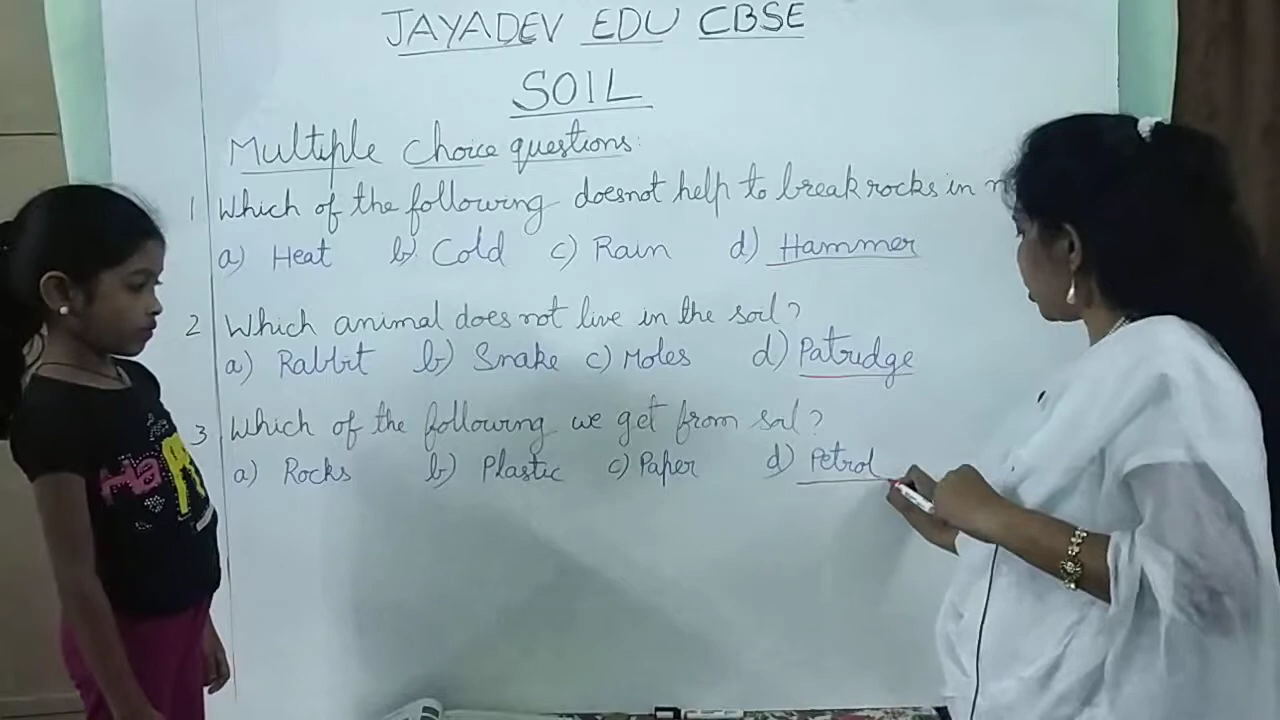 JAYADEV EDU CBSE
SOIL
Multiple choice questions:
1 Which of the following doesnot help to break rocks in
a) Heat b) Cold c) Rain d) Hammer
2 Which animal does not live in the soil?
a) Rabbit b) Snake c) Moles d) Patridge
3 Which of the following we get from soil?
a) Rocks b) Plastic c) Paper d) Petrol